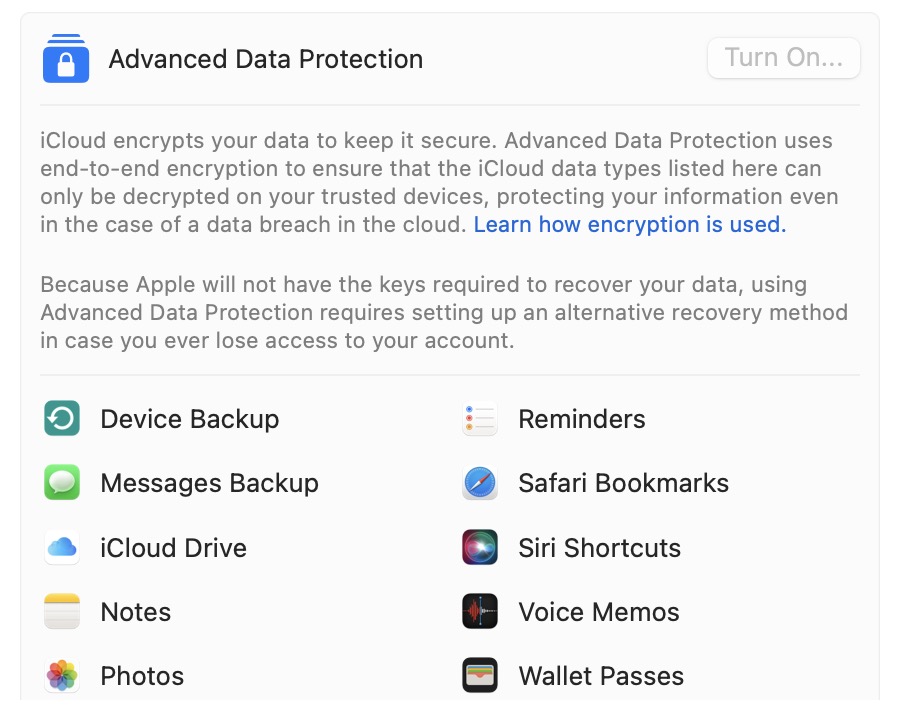 Advanced Data Protection
Turn On...
iCloud encrypts your data to keep it secure. Advanced Data Protection uses
end-to-end encryption to ensure that the iCloud data types listed here can
only be decrypted on your trusted devices, protecting your information even
in the case of a data breach in the cloud. Learn how encryption is used.
Because Apple will not have the keys required to recover your data, using
Advanced Data Protection requires setting up an alternative recovery method
in case you ever lose access to your account.
Device Backup
Reminders
Messages Backup
Safari Bookmarks
iCloud Drive
Siri Shortcuts
Notes
Voice Memos
Photos
Wallet Passes